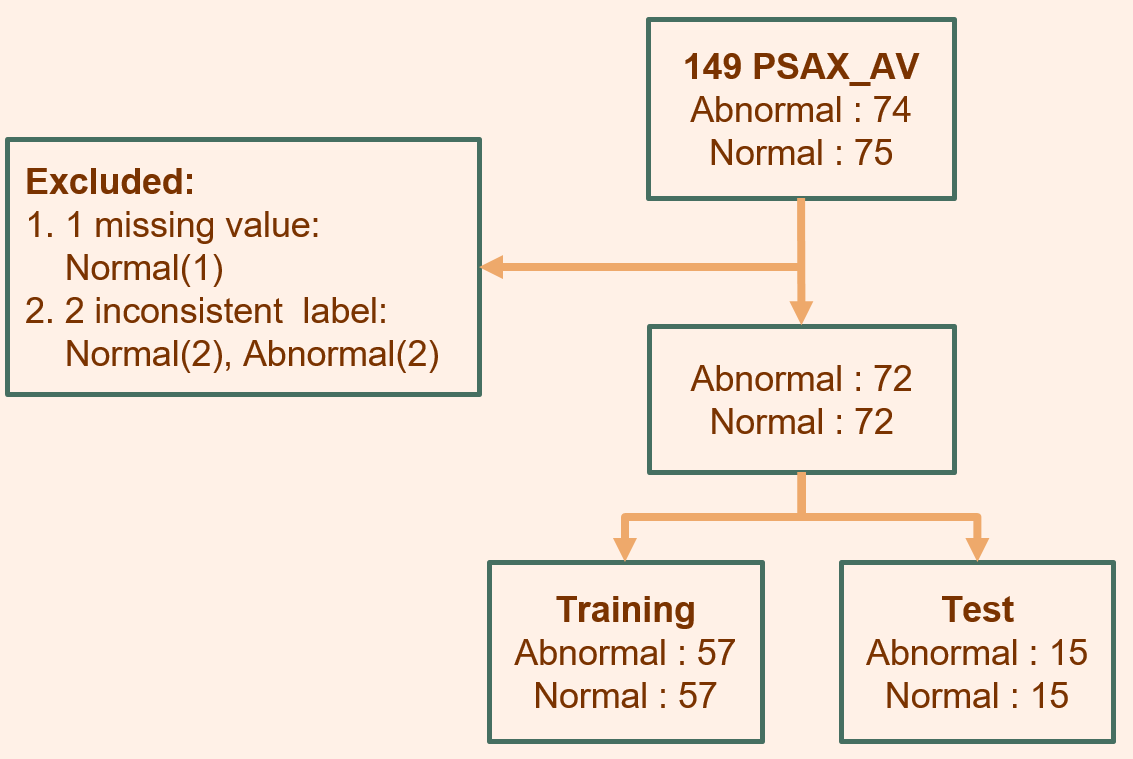 149 PSAX_AV
Abnormal : 74
Normal : 75
Excluded:
1. 1 missing value:
Normal(1)
2. 2 inconsistent  label:
Normal(2), Abnormal(2)
Abnormal : 72
Normal : 72
Training
Abnormal : 57
Normal : 57
Test
Abnormal : 15
Normal : 15